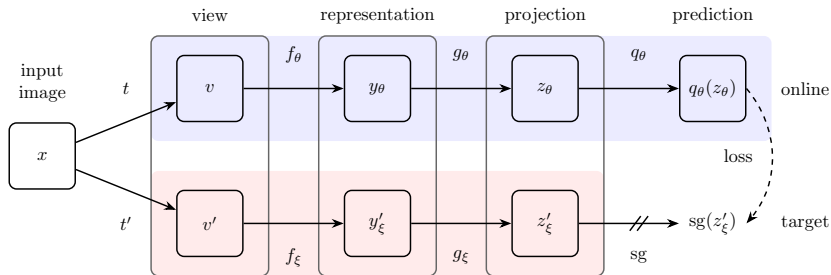 view representation projection prediction
input
image
t f_θ g_θ q_θ
v y_θ z_θ q_θ(z_θ) online
x
loss
t′ v′ y′_ξ z′_ξ sg(z′_ξ) target
f_ξ g_ξ sg